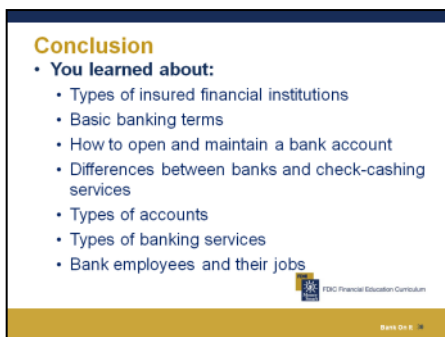 Conclusion
• You learned about:
• Types of insured financial institutions
• Basic banking terms
• How to open and maintain a bank account
• Differences between banks and check-cashing
services
• Types of accounts
• Types of banking services
• Bank employees and their jobs
FDIC Financial Education Curriculum
Bank On It